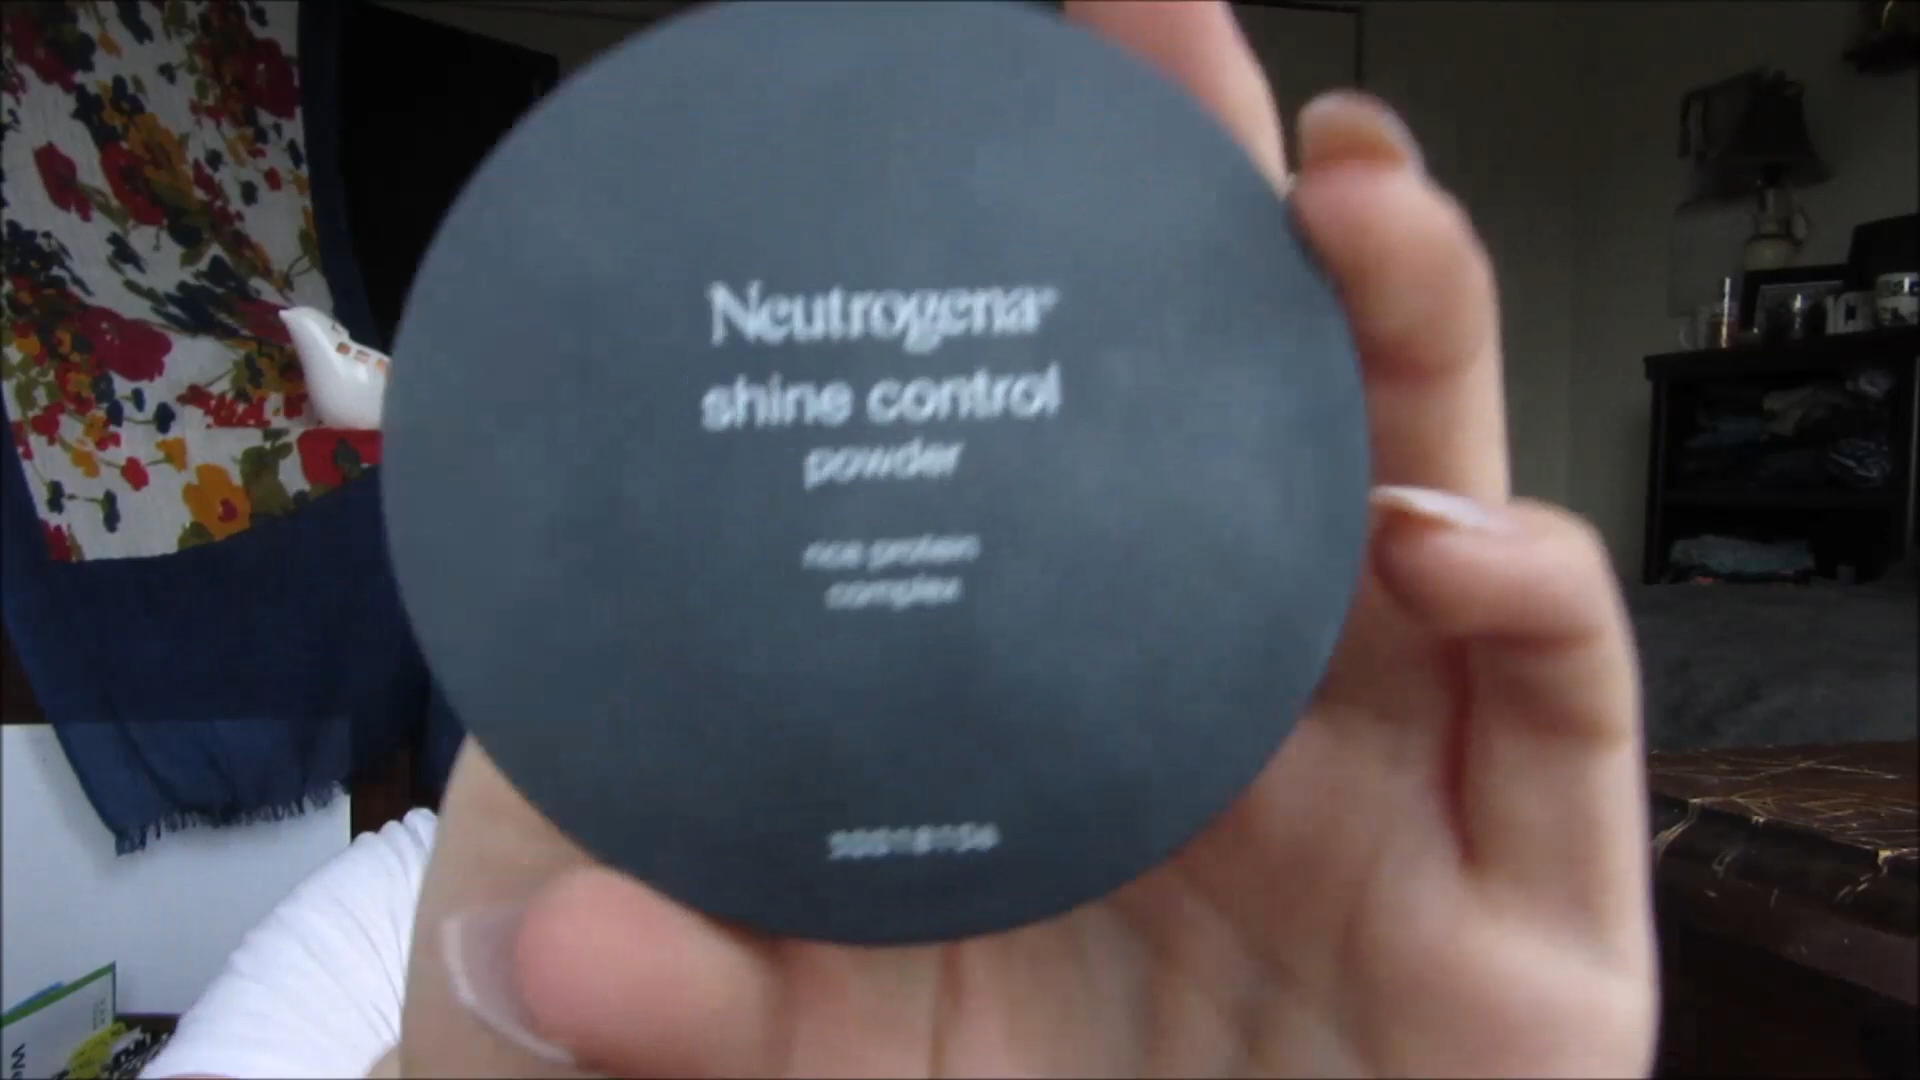 Neutrogena®
shine control
powder
rice protein
complex